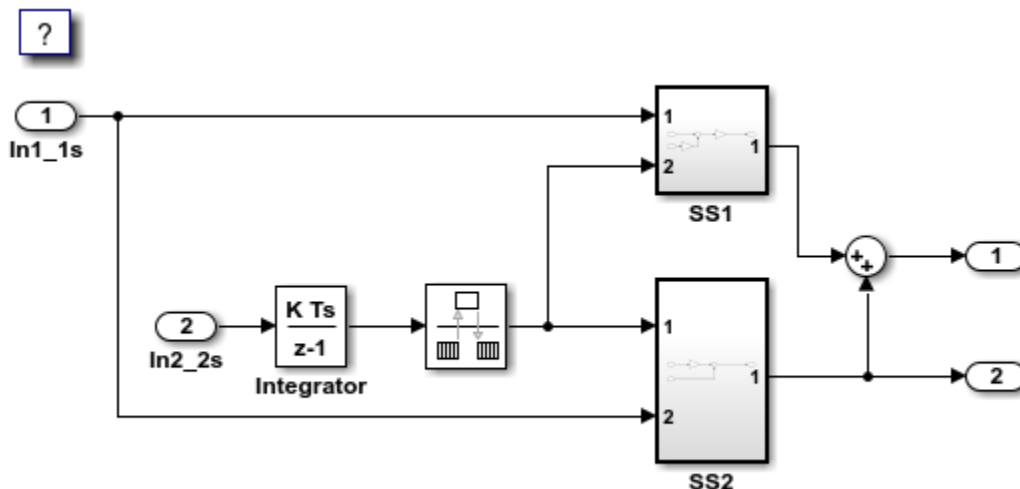 ?
1
In1_1s
1
2
1
SS1
+
+
1
2
In2_2s
K Ts
z-1
Integrator
1
2
1
SS2
2